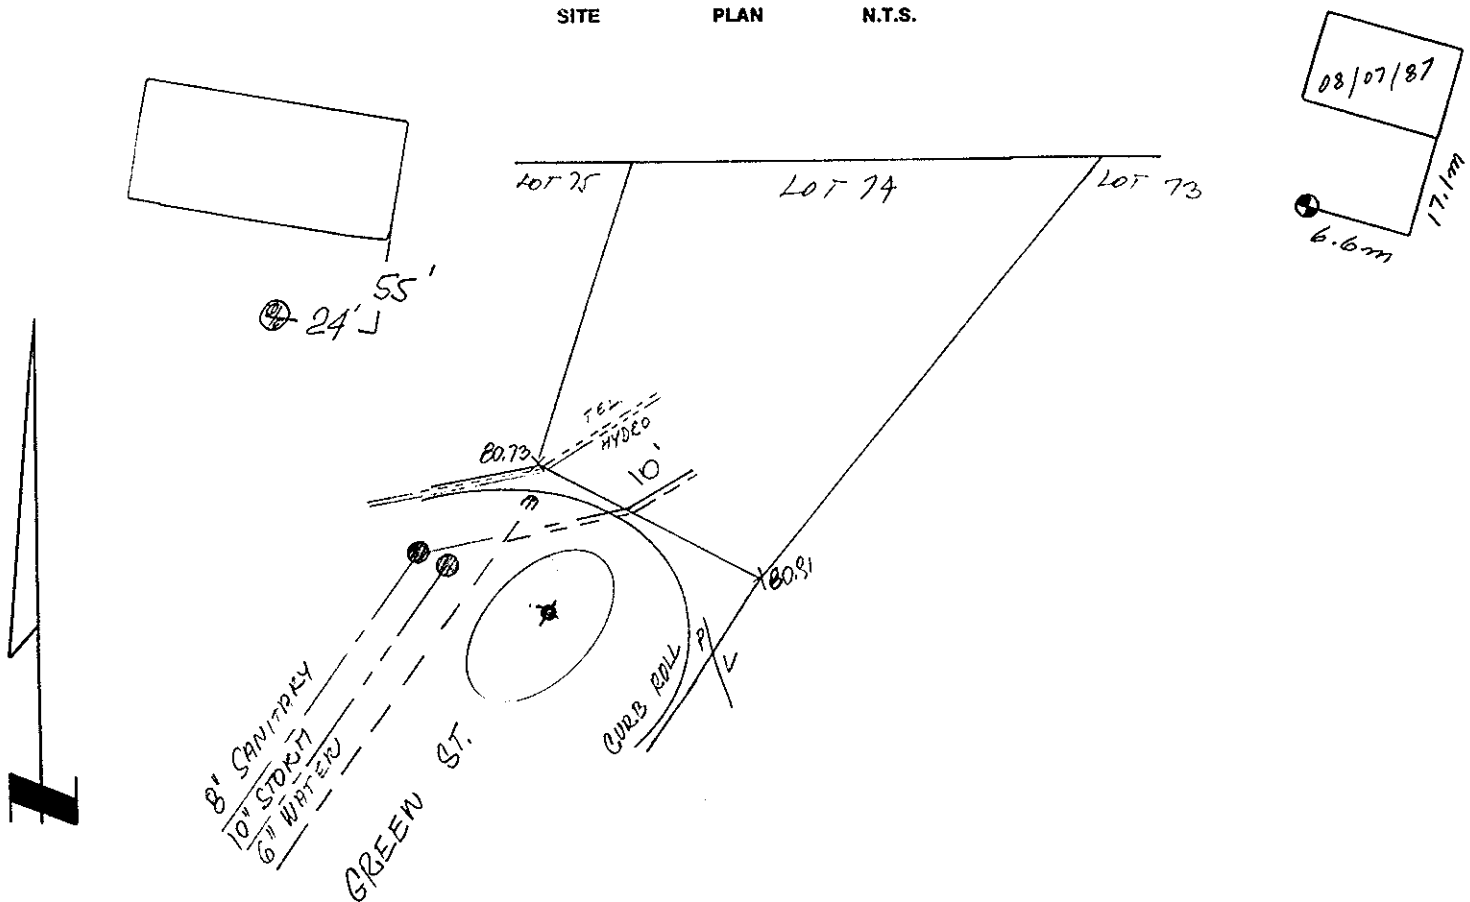 SITE PLAN N.T.S.
08/07/87
LOT 75
LOT 74
LOT 73
17.1m
6.6m
55'
24'
TEL
HYDRO
80.73
10'
80.91
P/L
CURB ROLL
8" SANITARY
10" STORM
6" WATER
GREEN ST.